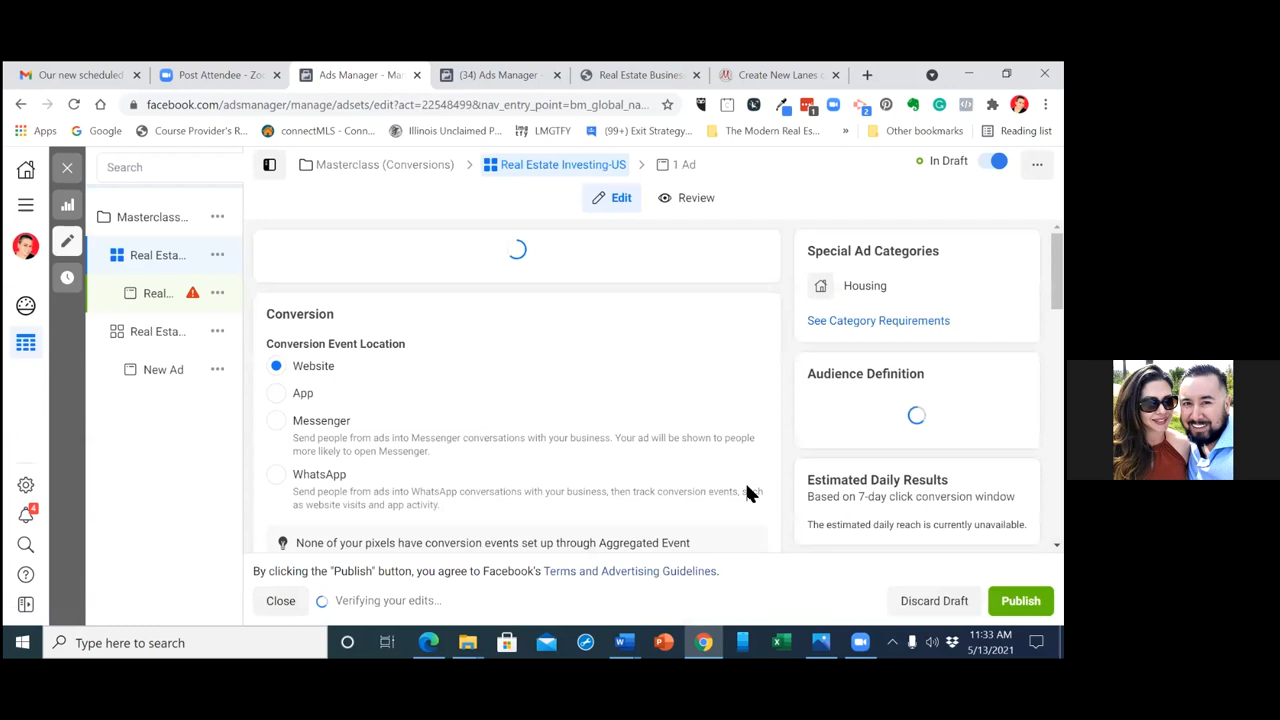 Our new scheduled
Post Attendee - Zo
Ads Manager - Ma
(34) Ads Manager -
Real Estate Busines
Create New Lanes c
facebook.com/adsmanager/manage/adsets/edit?act=22548499&nav_entry_point=bm_global_na...
1
2
Apps
Google
Course Provider's R...
connectMLS - Conn...
Illinois Unclaimed P...
LMGTFY
(99+) Exit Strategy...
The Modern Real Es...
»
Other bookmarks
Reading list
Search
Masterclass (Conversions)
Real Estate Investing-US
1 Ad
In Draft
Edit
Review
Masterclass...
Real Esta...
Real...
Real Esta...
New Ad
4
Conversion
Conversion Event Location
Website
App
Messenger
Send people from ads into Messenger conversations with your business. Your ad will be shown to people
more likely to open Messenger.
WhatsApp
Send people from ads into WhatsApp conversations with your business, then track conversion events, such
as website visits and app activity.
None of your pixels have conversion events set up through Aggregated Event
Special Ad Categories
Housing
See Category Requirements
Audience Definition
Estimated Daily Results
Based on 7-day click conversion window
The estimated daily reach is currently unavailable.
By clicking the "Publish" button, you agree to Facebook's Terms and Advertising Guidelines.
Close
Verifying your edits...
Discard Draft
Publish
Type here to search
11:33 AM
5/13/2021